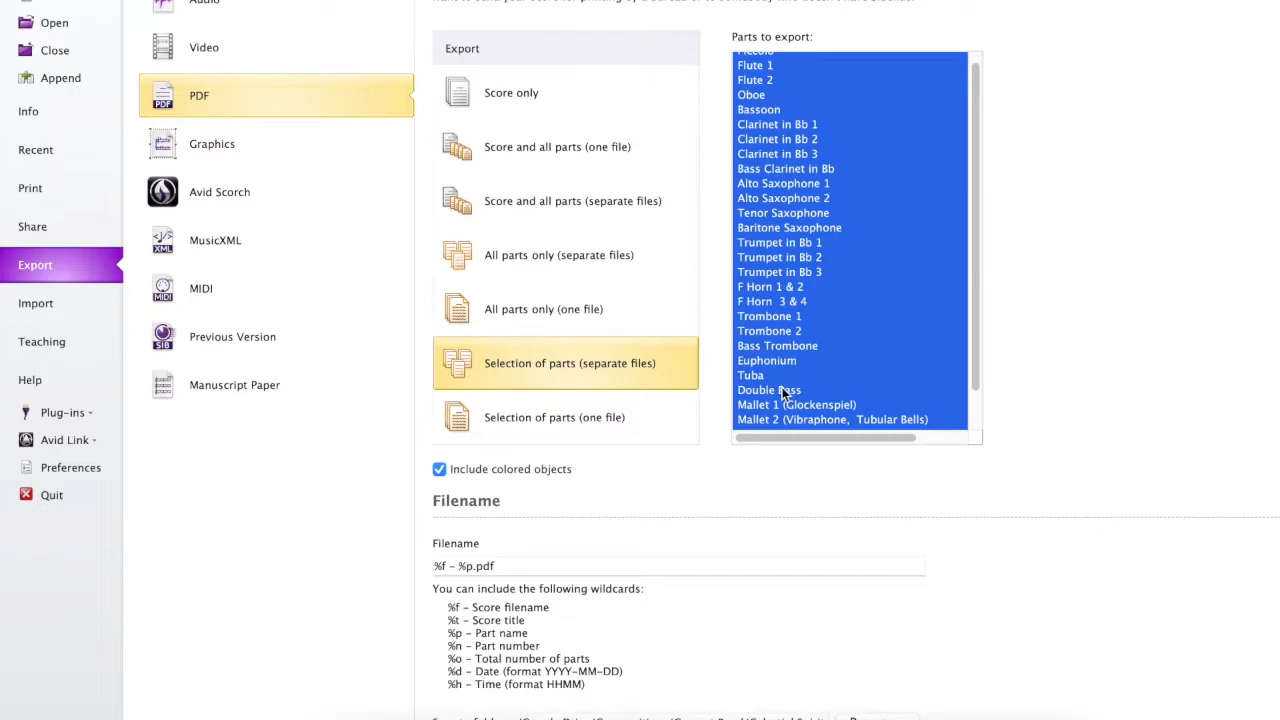 Open
Close
Append
Info
Recent
Print
Share
Export
Import
Teaching
Help
Plug-ins
Avid Link
Preferences
Quit
Audio
Video
PDF
Graphics
Avid Scorch
MusicXML
MIDI
Previous Version
Manuscript Paper
Export
Score only
Score and all parts (one file)
Score and all parts (separate files)
All parts only (separate files)
All parts only (one file)
Selection of parts (separate files)
Selection of parts (one file)
Parts to export:
Piccolo
Flute 1
Flute 2
Oboe
Bassoon
Clarinet in Bb 1
Clarinet in Bb 2
Clarinet in Bb 3
Bass Clarinet in Bb
Alto Saxophone 1
Alto Saxophone 2
Tenor Saxophone
Baritone Saxophone
Trumpet in Bb 1
Trumpet in Bb 2
Trumpet in Bb 3
F Horn 1 & 2
F Horn  3 & 4
Trombone 1
Trombone 2
Bass Trombone
Euphonium
Tuba
Double Bass
Mallet 1 (Glockenspiel)
Mallet 2 (Vibraphone,  Tubular Bells)
Include colored objects
Filename
Filename
%f – %p.pdf
You can include the following wildcards:
%f – Score filename
%t – Score title
%p – Part name
%n – Part number
%o – Total number of parts
%d – Date (format YYYY-MM-DD)
%h – Time (format HHMM)